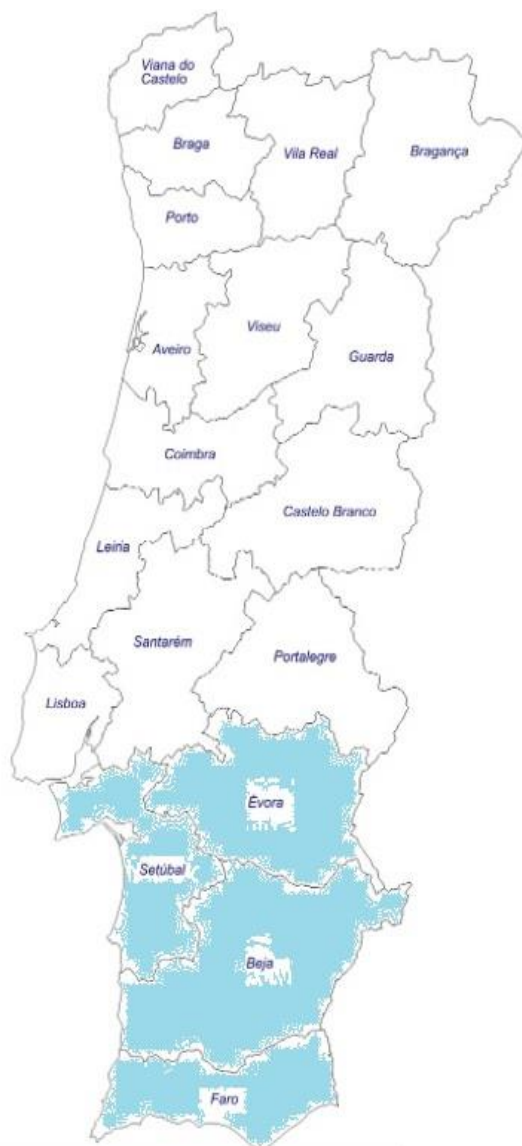 Viana do
Castelo
Braga
Vila Real
Bragança
Porto
Aveiro
Viseu
Guarda
Coimbra
Castelo Branco
Leiria
Santarém
Portalegre
Lisboa
Évora
Setúbal
Beja
Faro